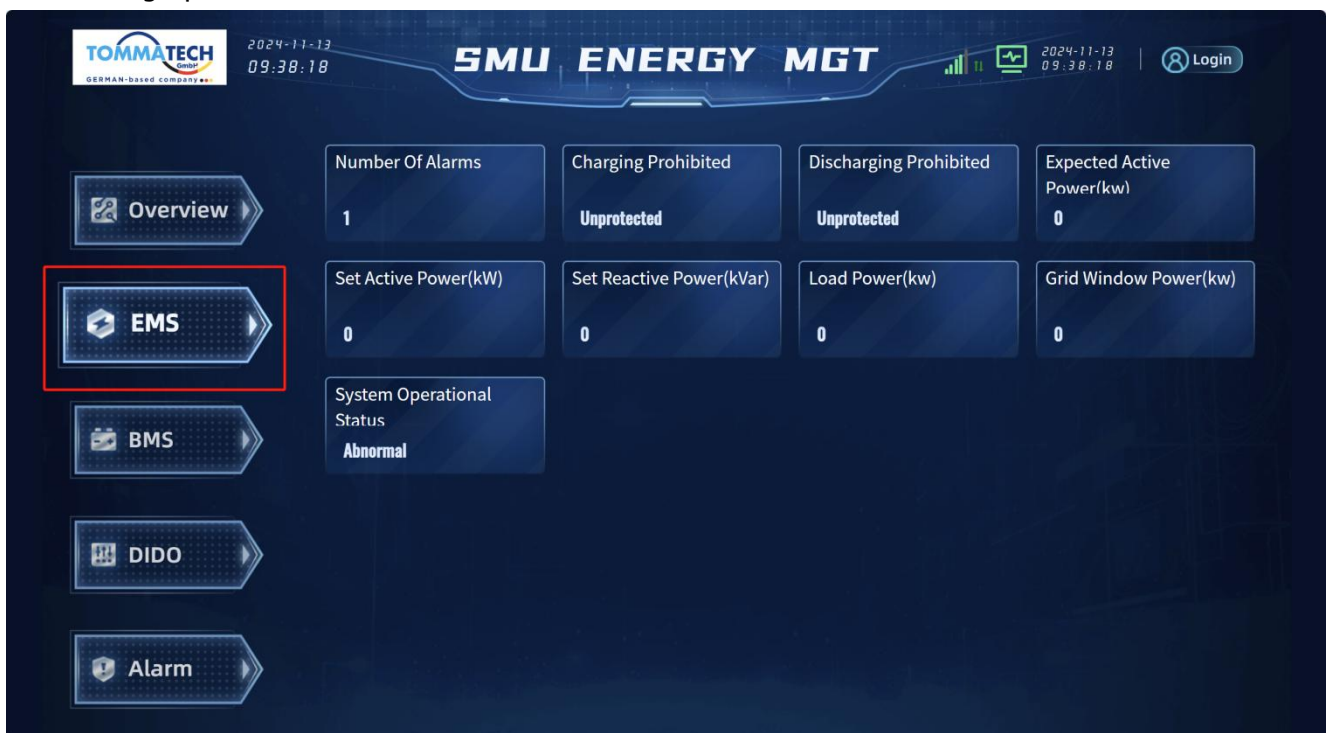 TOMMATECH
GmbH
GERMAN-based company
2024-11-13
09:38:18
SMU ENERGY MGT
2024-11-13
09:38:18
Login
Overview
EMS
BMS
DIDO
Alarm
Number Of Alarms
1
Charging Prohibited
Unprotected
Discharging Prohibited
Unprotected
Expected Active
Power(kw)
0
Set Active Power(kW)
0
Set Reactive Power(kVar)
0
Load Power(kw)
0
Grid Window Power(kw)
0
System Operational
Status
Abnormal